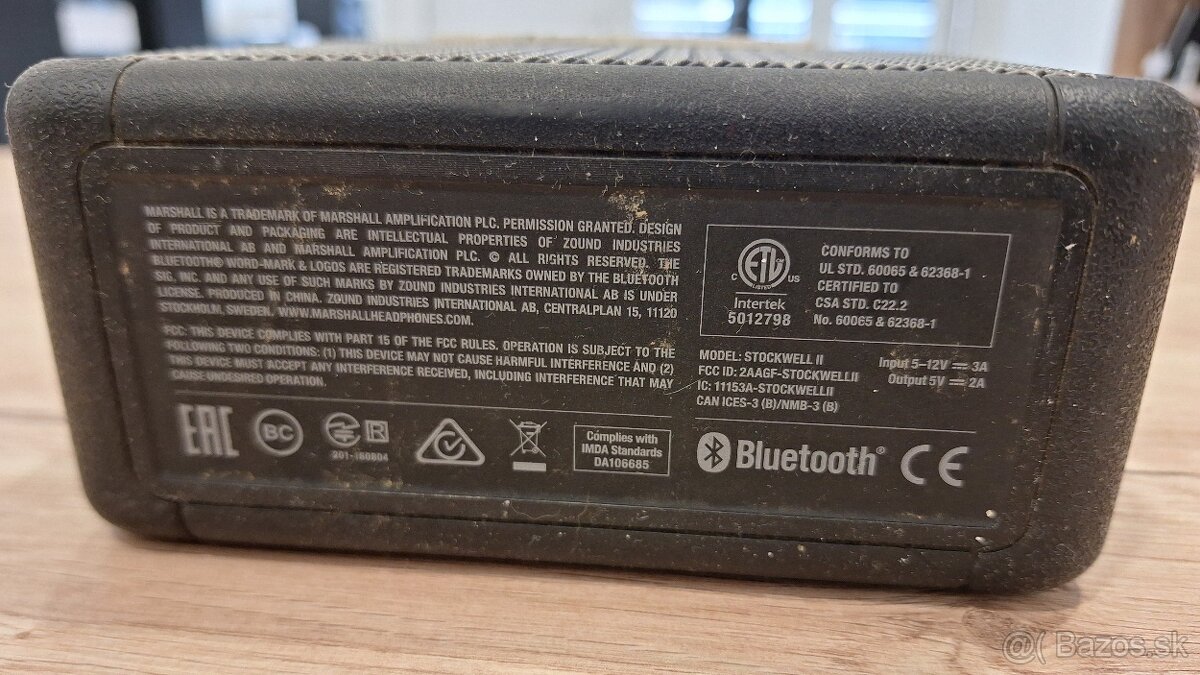 MARSHALL IS A TRADEMARK OF MARSHALL AMPLIFICATION PLC. PERMISSION GRANTED. DESIGN
OF PRODUCT AND PACKAGING ARE INTELLECTUAL PROPERTIES OF ZOUND INDUSTRIES
INTERNATIONAL AB AND MARSHALL AMPLIFICATION PLC. © ALL RIGHTS RESERVED. THE
BLUETOOTH® WORD-MARK & LOGOS ARE REGISTERED TRADEMARKS OWNED BY THE BLUETOOTH
SIG, INC. AND ANY USE OF SUCH MARKS BY ZOUND INDUSTRIES INTERNATIONAL AB IS UNDER
LICENSE. PRODUCED IN CHINA. ZOUND INDUSTRIES INTERNATIONAL AB, CENTRALPLAN 15, 11120
STOCKHOLM, SWEDEN. WWW.MARSHALLHEADPHONES.COM.
FCC: THIS DEVICE COMPLIES WITH PART 15 OF THE FCC RULES. OPERATION IS SUBJECT TO THE
FOLLOWING TWO CONDITIONS: (1) THIS DEVICE MAY NOT CAUSE HARMFUL INTERFERENCE AND (2)
THIS DEVICE MUST ACCEPT ANY INTERFERENCE RECEIVED, INCLUDING INTERFERENCE THAT MAY
CAUSE UNDESIRED OPERATION.
EAC
BC
R
201-180804
Complies with
IMDA Standards
DA106685
C ETL US
LISTED
Intertek
5012798
CONFORMS TO
UL STD. 60065 & 62368-1
CERTIFIED TO
CSA STD. C22.2
No. 60065 & 62368-1
MODEL: STOCKWELL II
FCC ID: 2AAGF-STOCKWELLII
IC: 11153A-STOCKWELLII
CAN ICES-3 (B)/NMB-3 (B)
Input 5–12V ⎓ 3A
Output 5V ⎓ 2A
Bluetooth®
CE
@( Bazos.sk